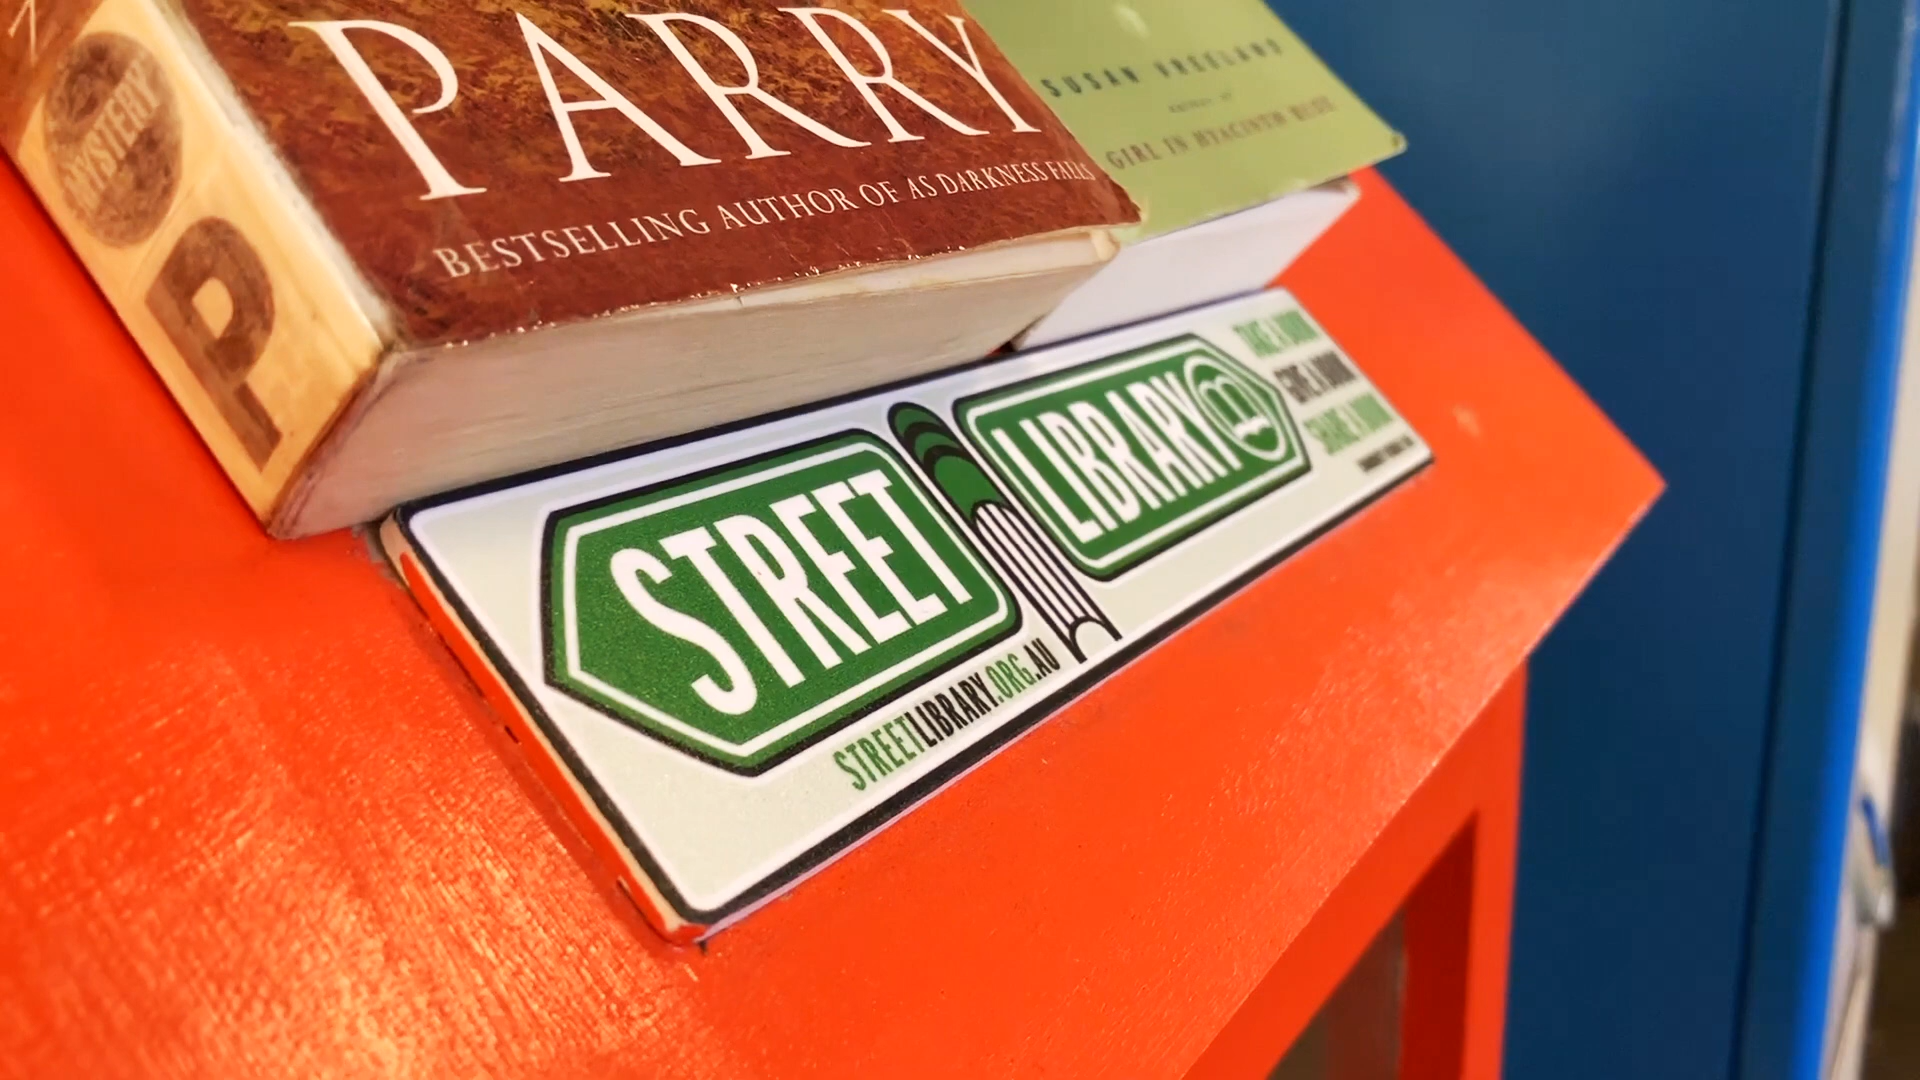 MYSTERY
P
PARRY
BESTSELLING AUTHOR OF AS DARKNESS FALLS
SUSAN VREELAND
GIRL IN HYACINTH BLUE
STREET
LIBRARY
TAKE A BOOK
GIVE A BOOK
SHARE A BOOK
STREETLIBRARY.ORG.AU